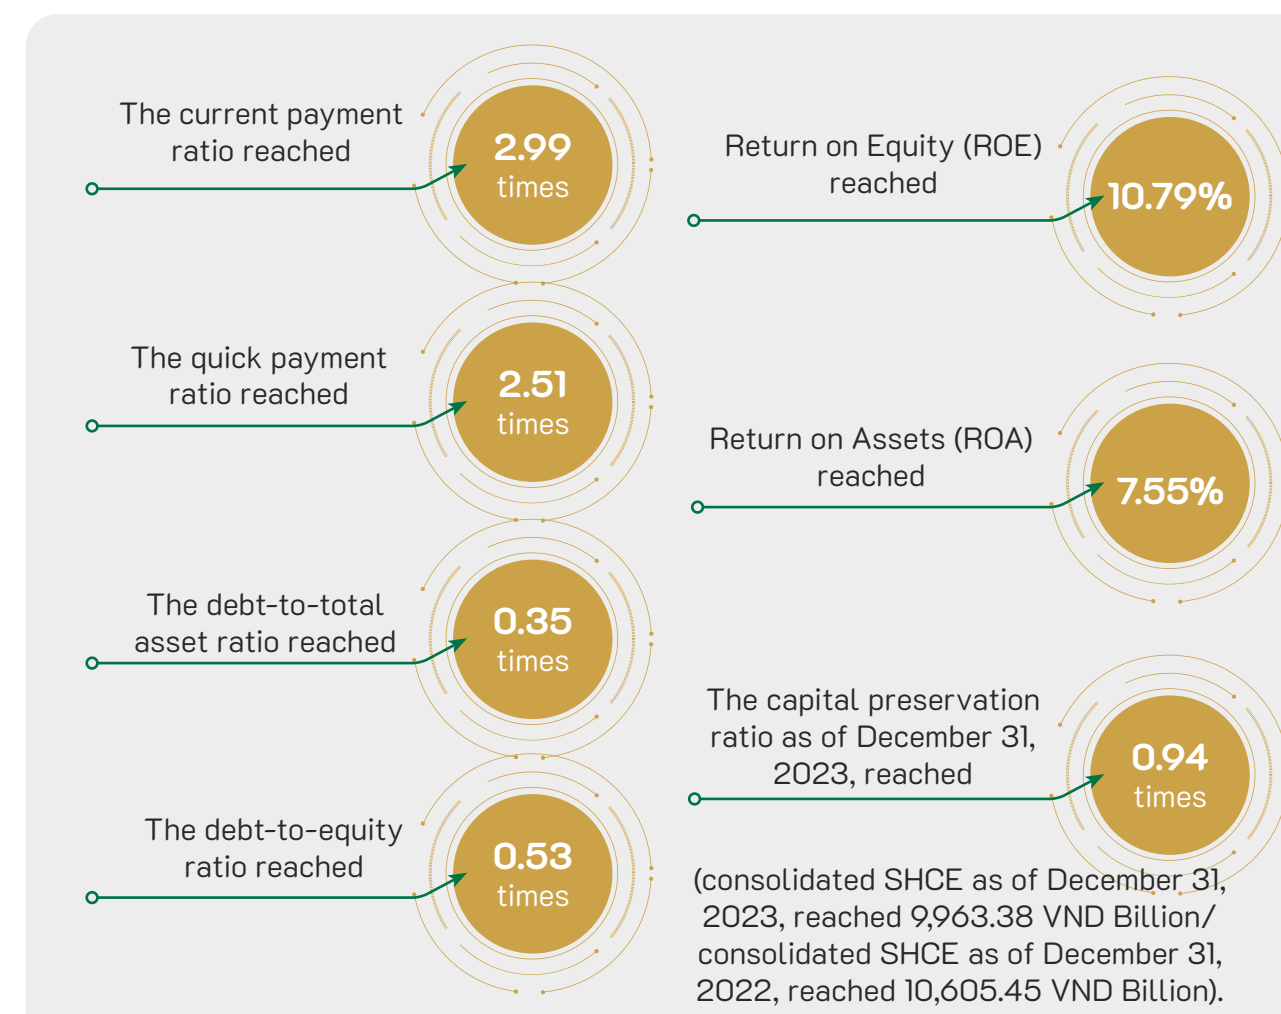 The current payment
ratio reached
2.99
times
The quick payment
ratio reached
2.51
times
The debt-to-total
asset ratio reached
0.35
times
The debt-to-equity
ratio reached
0.53
times
Return on Equity (ROE)
reached
10.79%
Return on Assets (ROA)
reached
7.55%
The capital preservation
ratio as of December 31,
2023, reached
0.94
times
(consolidated SHCE as of December 31,
2023, reached 9,963.38 VND Billion/
consolidated SHCE as of December 31,
2022, reached 10,605.45 VND Billion).